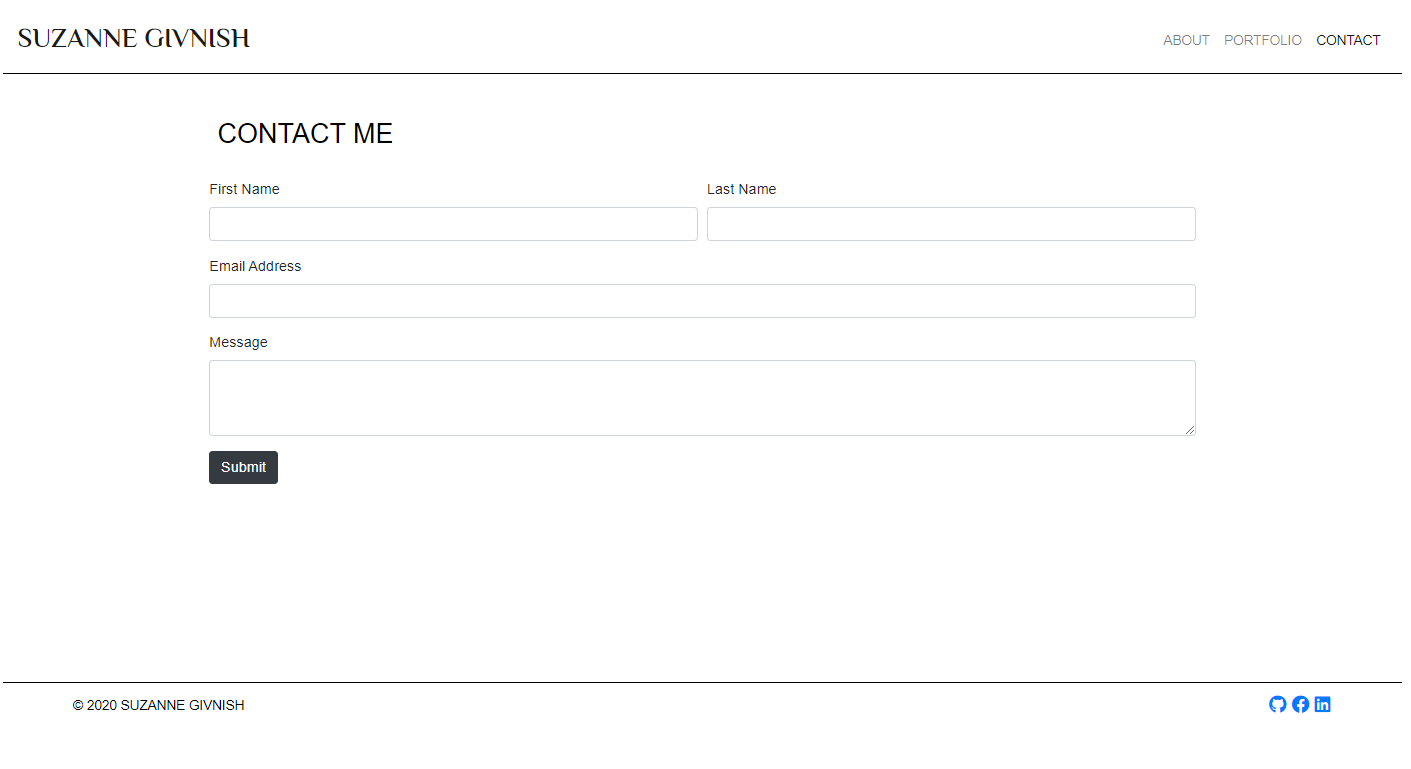 SUZANNE GIVNISH
ABOUT PORTFOLIO CONTACT
CONTACT ME
First Name Last Name
Email Address
Message
Submit
© 2020 SUZANNE GIVNISH